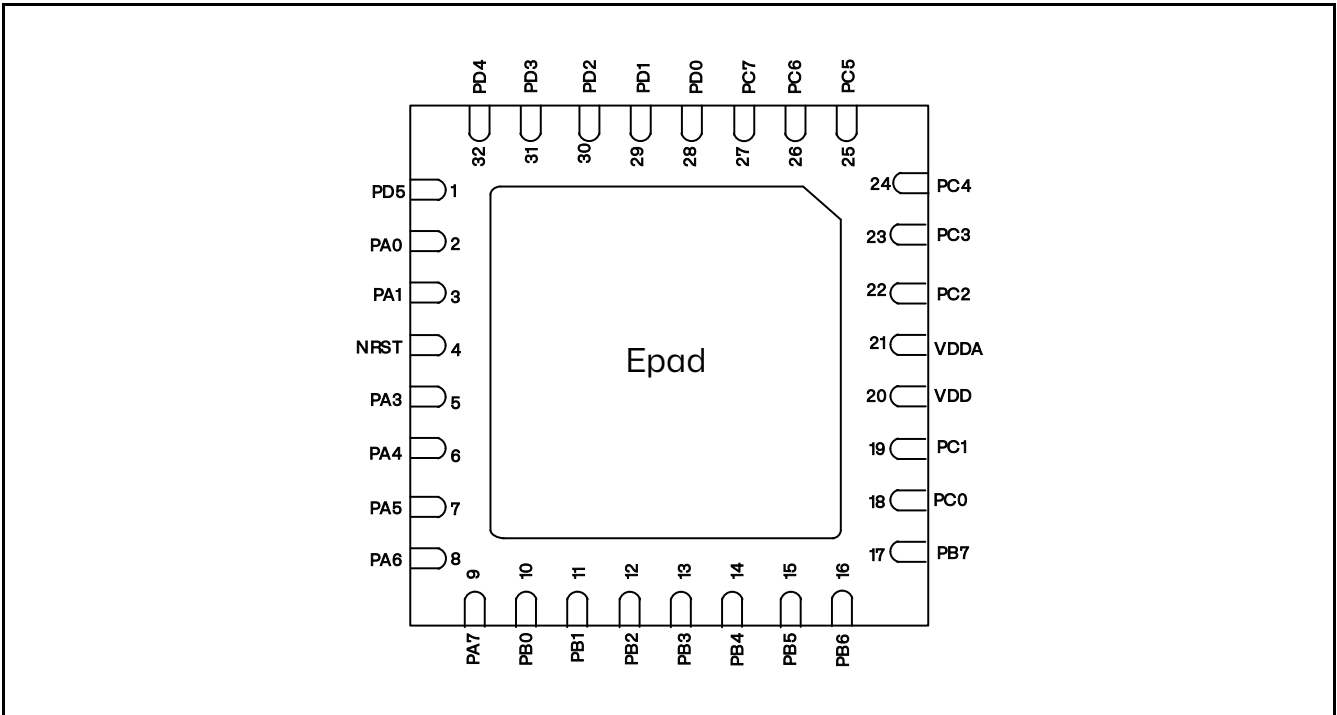 PD4 PD3 PD2 PD1 PD0 PC7 PC6 PC5
32 31 30 29 28 27 26 25
PD5 1
PA0 2
PA1 3
NRST 4
PA3 5
PA4 6
PA5 7
PA6 8
Epad
24 PC4
23 PC3
22 PC2
21 VDDA
20 VDD
19 PC1
18 PC0
17 PB7
9 10 11 12 13 14 15 16
PA7 PB0 PB1 PB2 PB3 PB4 PB5 PB6